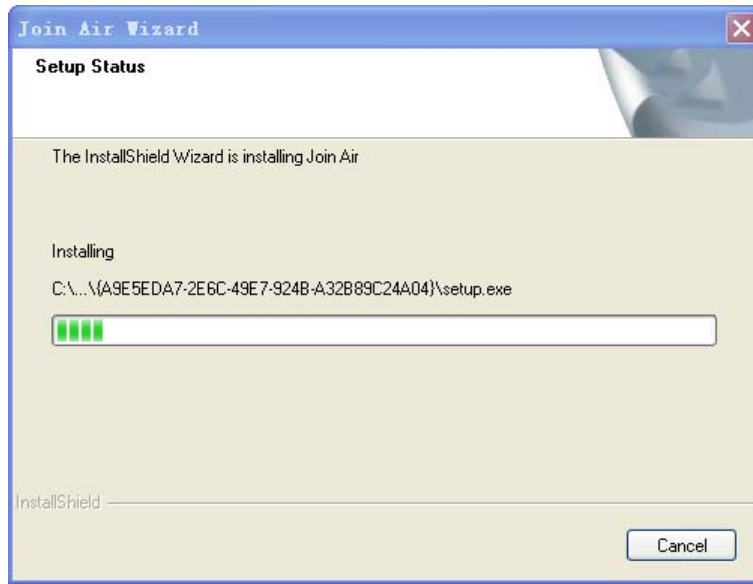 Join Air Wizard
Setup Status
The InstallShield Wizard is installing Join Air
Installing
C:\...\{A9E5EDA7-2E6C-49E7-924B-A32B89C24A04}\setup.exe
InstallShield
Cancel